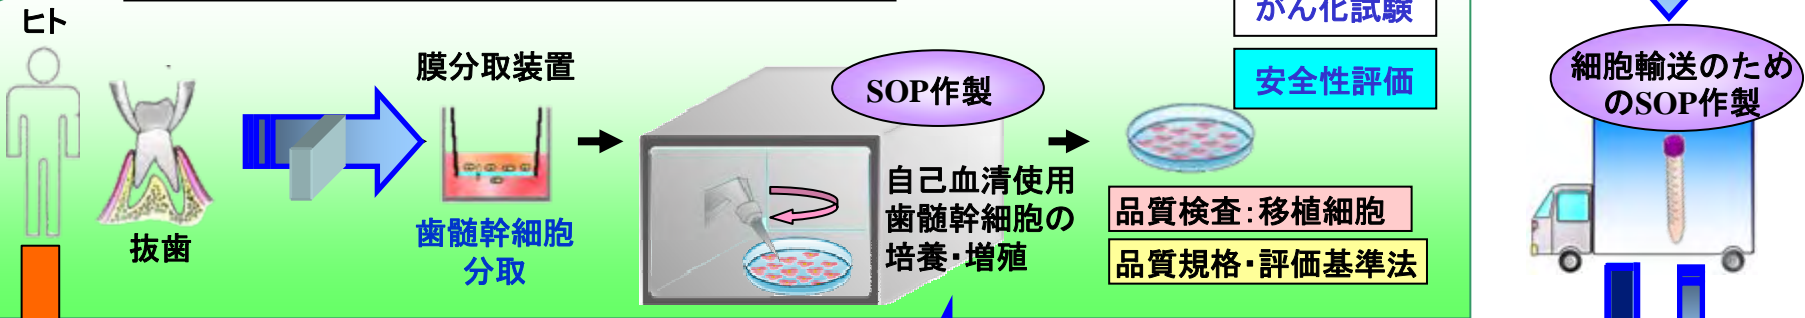 ヒト
抜歯
膜分取装置
歯髄幹細胞
分取
SOP作製
自己血清使用
歯髄幹細胞の
培養・増殖
がん化試験
安全性評価
品質検査:移植細胞
品質規格・評価基準法
細胞輸送のため
のSOP作製